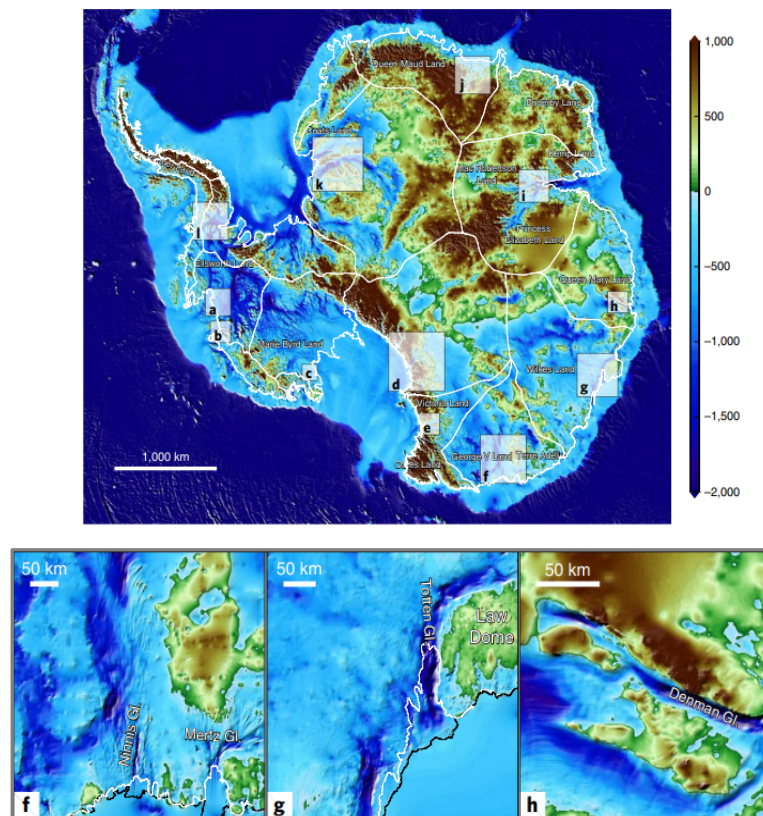 Queen Maud Land
j
Enderby Land
Coats Land
Kemp Land
k
Mac Robertson
Land
i
l
Princess
Elizabeth Land
Ellsworth Land
Queen Mary Land
a
h
b
Marie Byrd Land
c
d
Wilkes Land
g
Victoria Land
e
1,000 km
George V Land
Terre Adélie
Oates Land
f
1,000
500
0
−500
−1,000
−1,500
−2,000
50 km
Ninnis Gl.
Mertz Gl.
f
50 km
Totten Gl.
Law
Dome
g
50 km
Denman Gl.
h